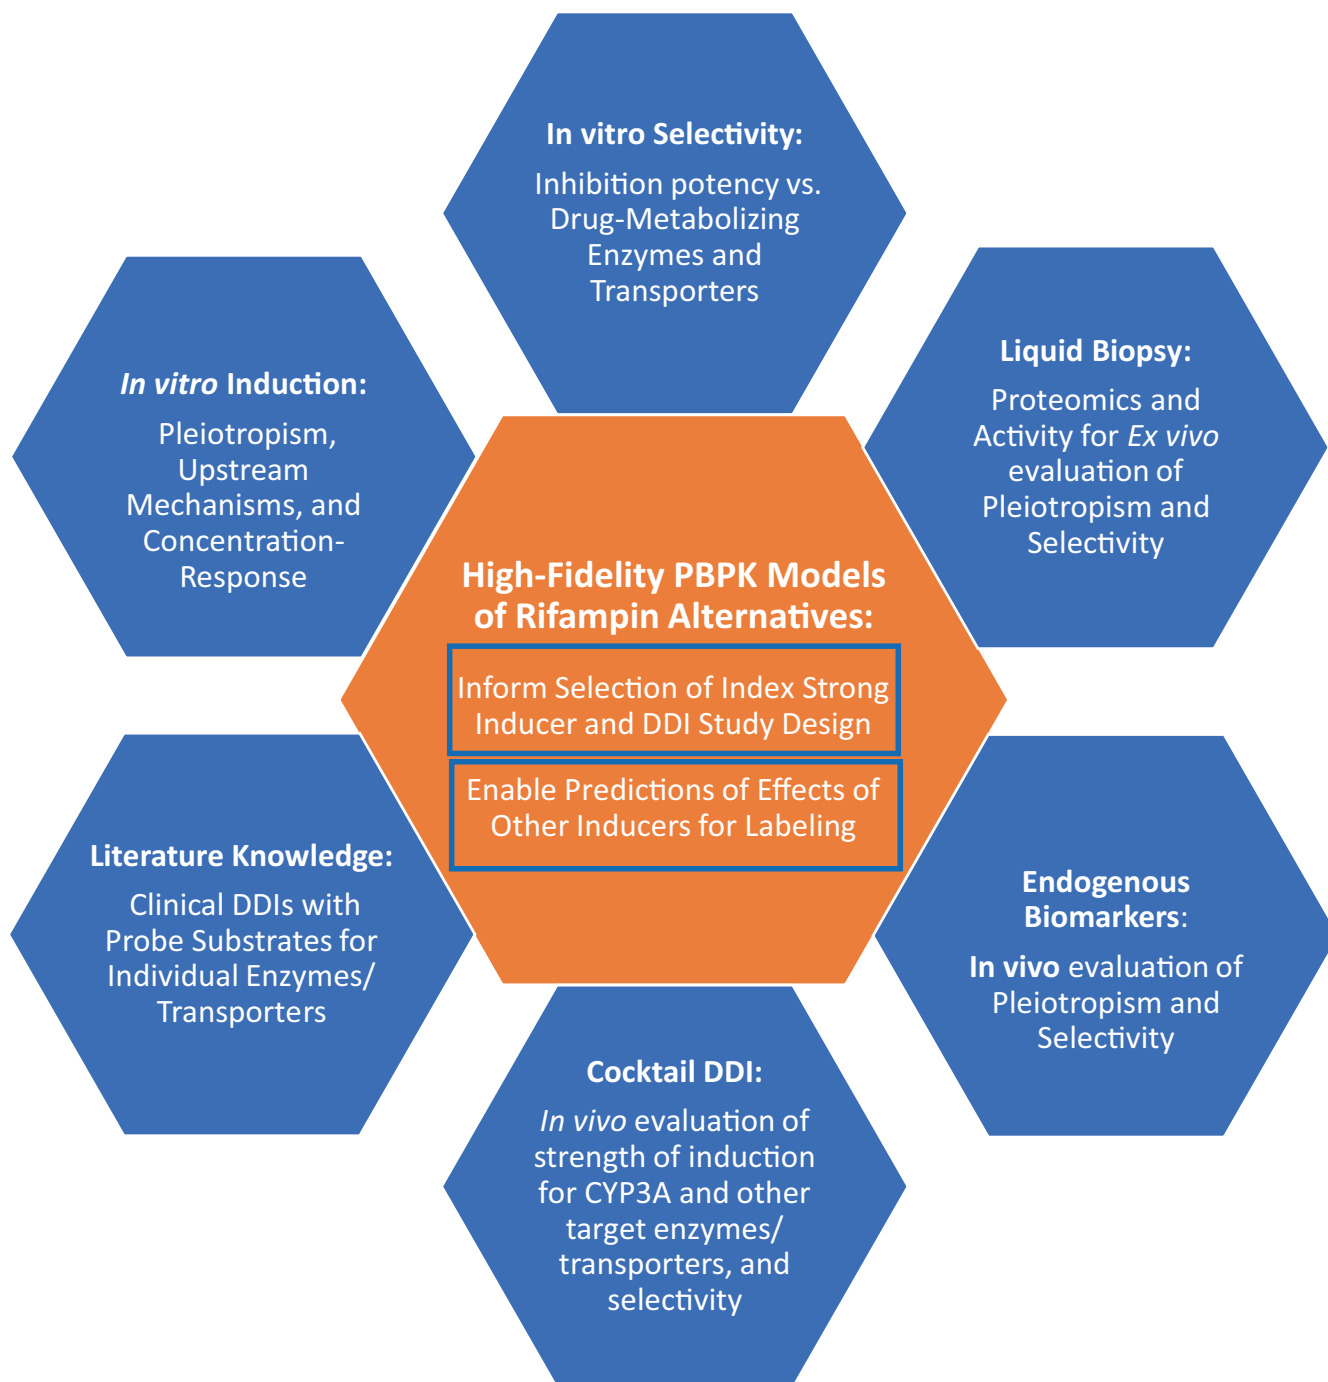 In vitro Selectivity:
Inhibition potency vs.
Drug-Metabolizing
Enzymes and
Transporters
In vitro Induction:
Pleiotropism,
Upstream
Mechanisms, and
Concentration-
Response
Liquid Biopsy:
Proteomics and
Activity for Ex vivo
evaluation of
Pleiotropism and
Selectivity
High-Fidelity PBPK Models
of Rifampin Alternatives:
Inform Selection of Index Strong
Inducer and DDI Study Design
Enable Predictions of Effects of
Other Inducers for Labeling
Literature Knowledge:
Clinical DDIs with
Probe Substrates for
Individual Enzymes/
Transporters
Endogenous
Biomarkers:
In vivo evaluation of
Pleiotropism and
Selectivity
Cocktail DDI:
In vivo evaluation of
strength of induction
for CYP3A and other
target enzymes/
transporters, and
selectivity